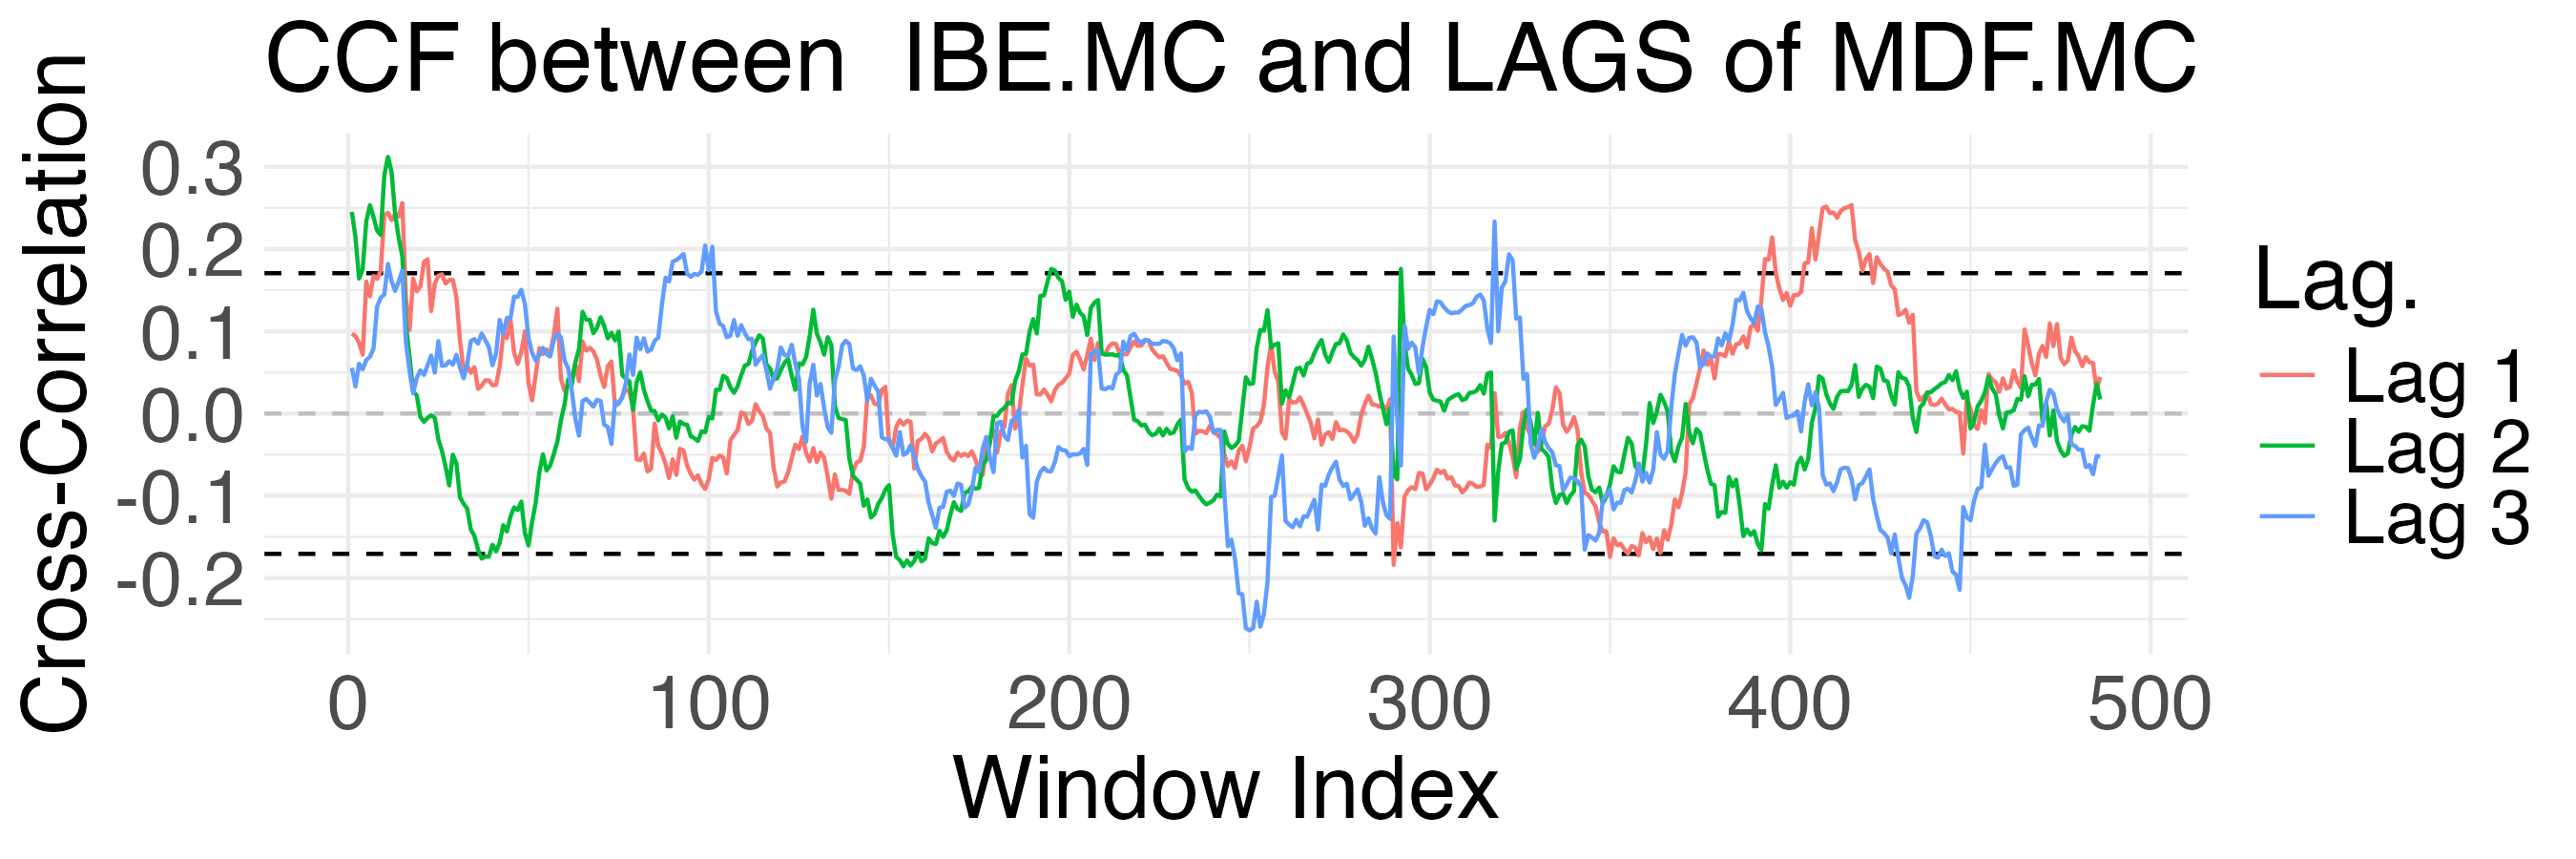 CCF between  IBE.MC and LAGS of MDF.MC
Cross-Correlation
0.3
0.2
0.1
0.0
-0.1
-0.2
0 100 200 300 400 500
Window Index
Lag.
Lag 1
Lag 2
Lag 3